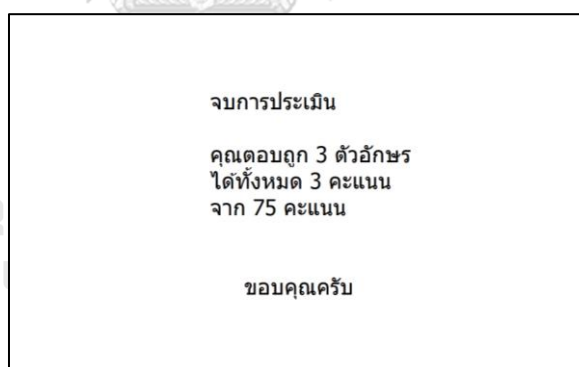 จบการประเมิน
คุณตอบถูก 3 ตัวอักษร
ได้ทั้งหมด 3 คะแนน
จาก 75 คะแนน
ขอบคุณครับ